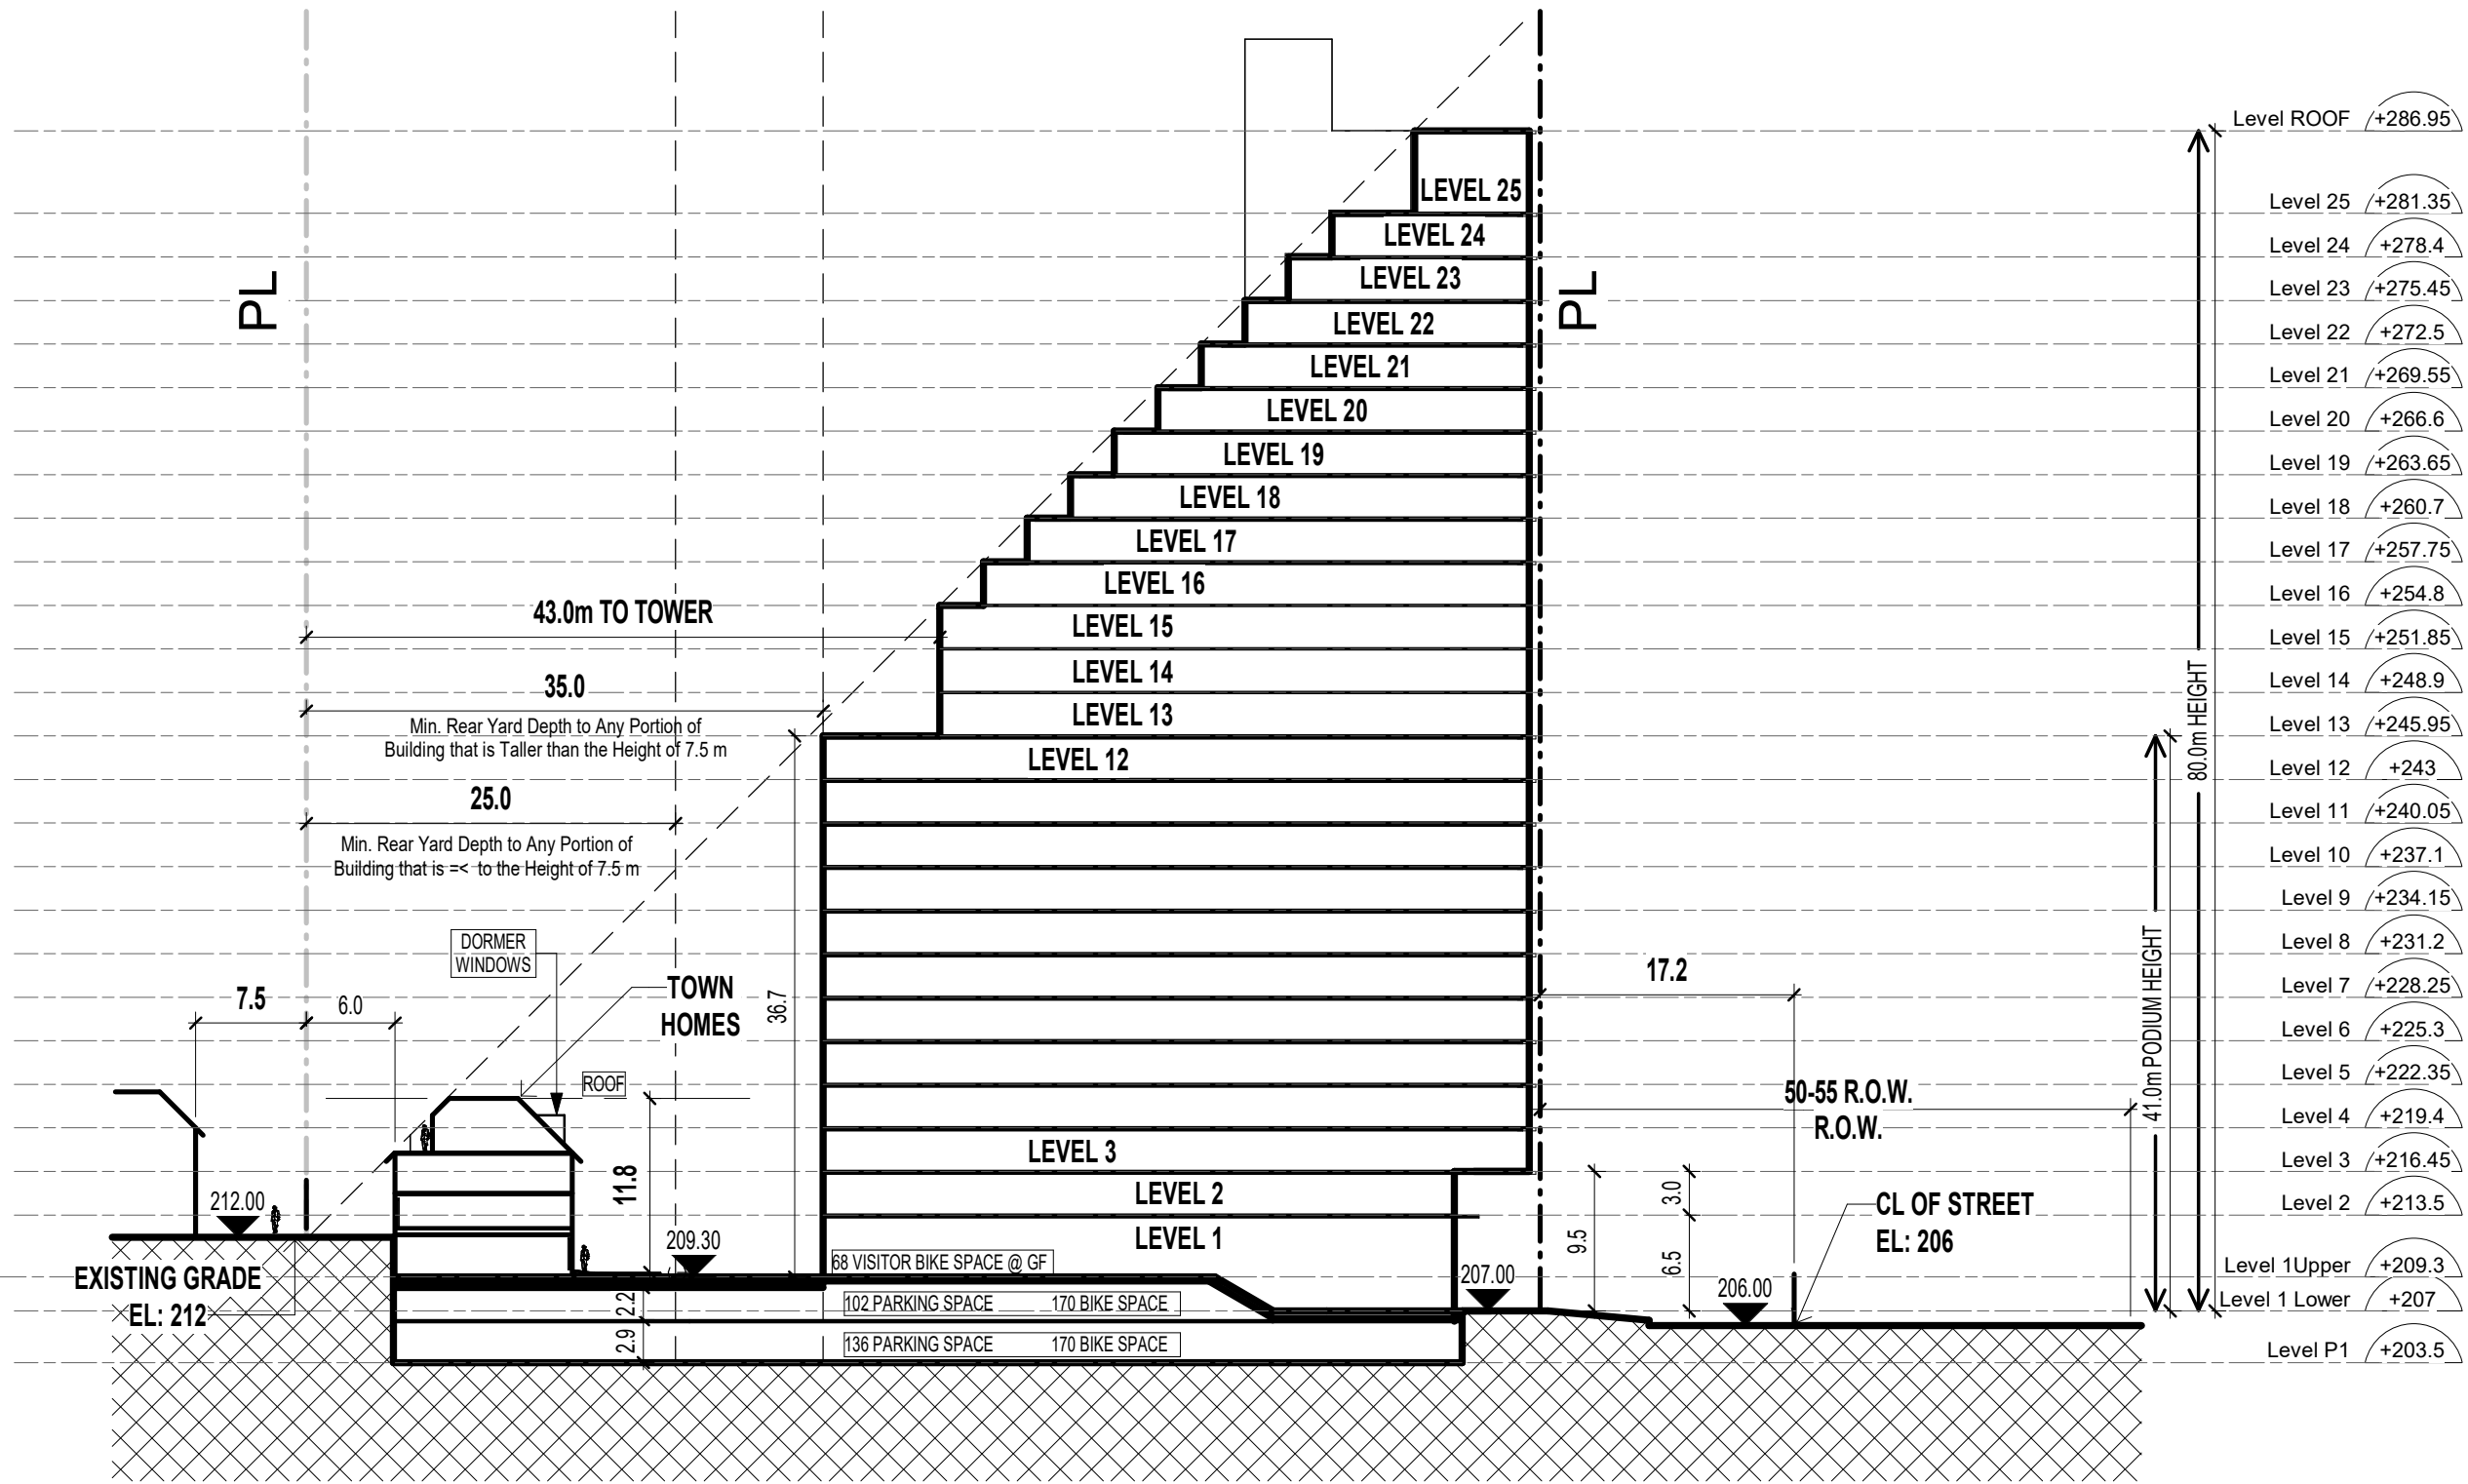 Level ROOF +286.95
LEVEL 25
Level 25 +281.35
LEVEL 24
Level 24 +278.4
LEVEL 23
Level 23 +275.45
PL
PL
LEVEL 22
Level 22 +272.5
LEVEL 21
Level 21 +269.55
LEVEL 20
Level 20 +266.6
LEVEL 19
Level 19 +263.65
LEVEL 18
Level 18 +260.7
LEVEL 17
Level 17 +257.75
LEVEL 16
Level 16 +254.8
43.0m TO TOWER
LEVEL 15
Level 15 +251.85
LEVEL 14
Level 14 +248.9
35.0
LEVEL 13
Level 13 +245.95
80.0m HEIGHT
Min. Rear Yard Depth to Any Portion of
Building that is Taller than the Height of 7.5 m
LEVEL 12
Level 12 +243
25.0
Level 11 +240.05
Min. Rear Yard Depth to Any Portion of
Building that is =< to the Height of 7.5 m
Level 10 +237.1
Level 9 +234.15
DORMER
WINDOWS
Level 8 +231.2
17.2
TOWN
HOMES
36.7
7.5
6.0
Level 7 +228.25
Level 6 +225.3
41.0m PODIUM HEIGHT
ROOF
Level 5 +222.35
50-55 R.O.W.
R.O.W.
Level 4 +219.4
LEVEL 3
Level 3 +216.45
11.8
LEVEL 2
3.0
212.00
CL OF STREET
EL: 206
Level 2 +213.5
LEVEL 1
209.30
9.5
6.5
68 VISITOR BIKE SPACE @ GF
EXISTING GRADE
EL: 212
207.00
206.00
Level 1Upper +209.3
2.2
102 PARKING SPACE 170 BIKE SPACE
Level 1 Lower +207
2.9
136 PARKING SPACE 170 BIKE SPACE
Level P1 +203.5